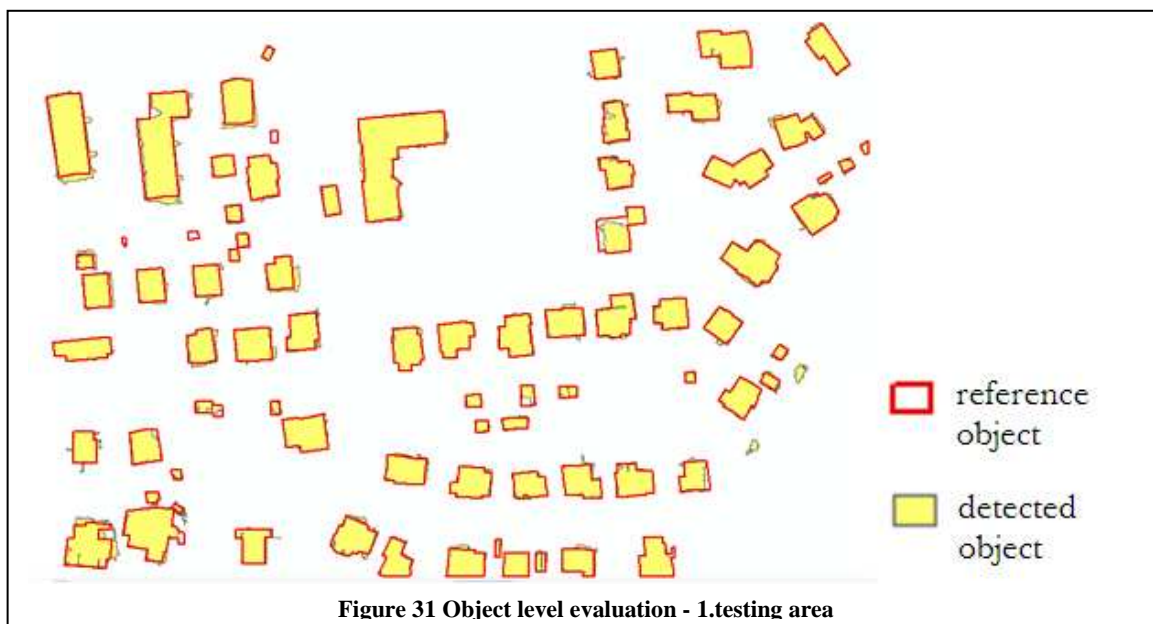 reference
object
detected
object
Figure 31 Object level evaluation - 1.testing area